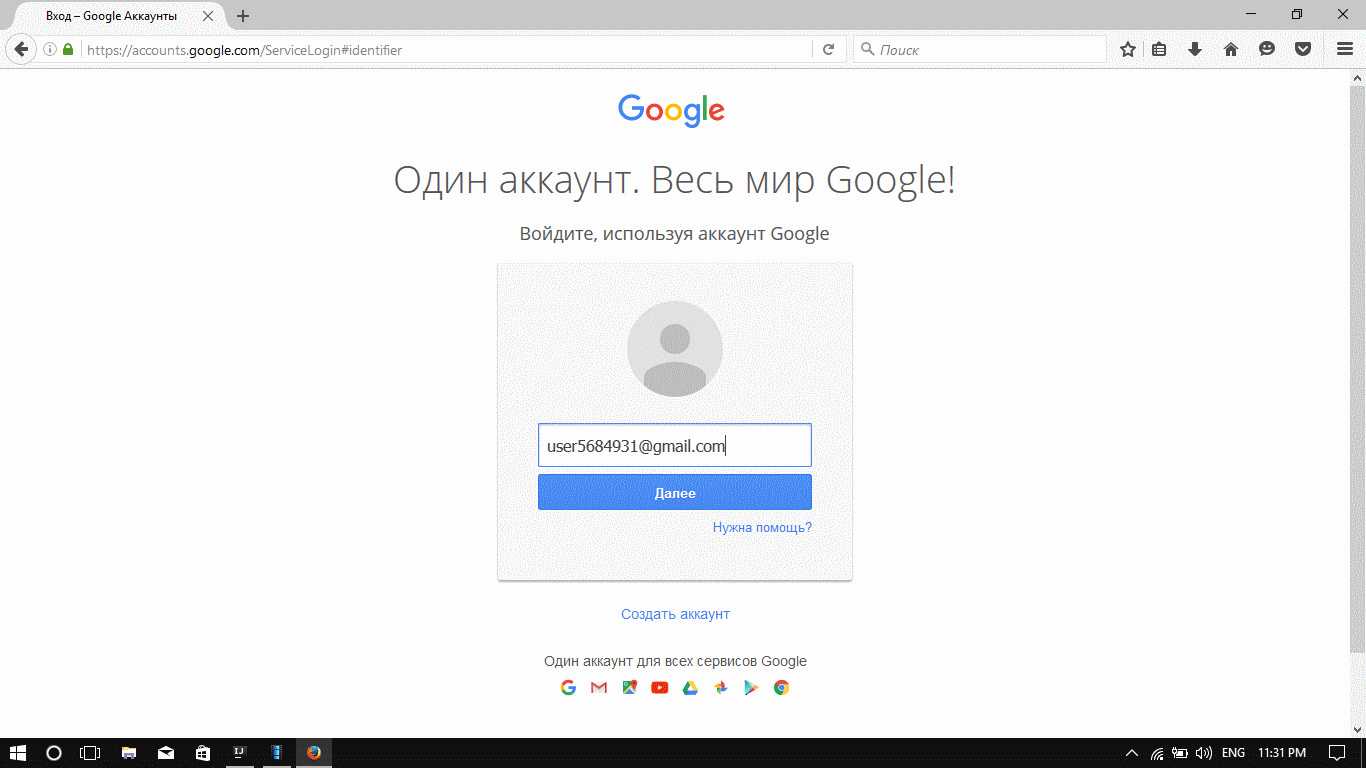 Вход – Google Аккаунты
https://accounts.google.com/ServiceLogin#identifier
Поиск
Google
Один аккаунт. Весь мир Google!
Войдите, используя аккаунт Google
user5684931@gmail.com
Далее
Нужна помощь?
Создать аккаунт
Один аккаунт для всех сервисов Google
IJ
ENG
11:31 PM